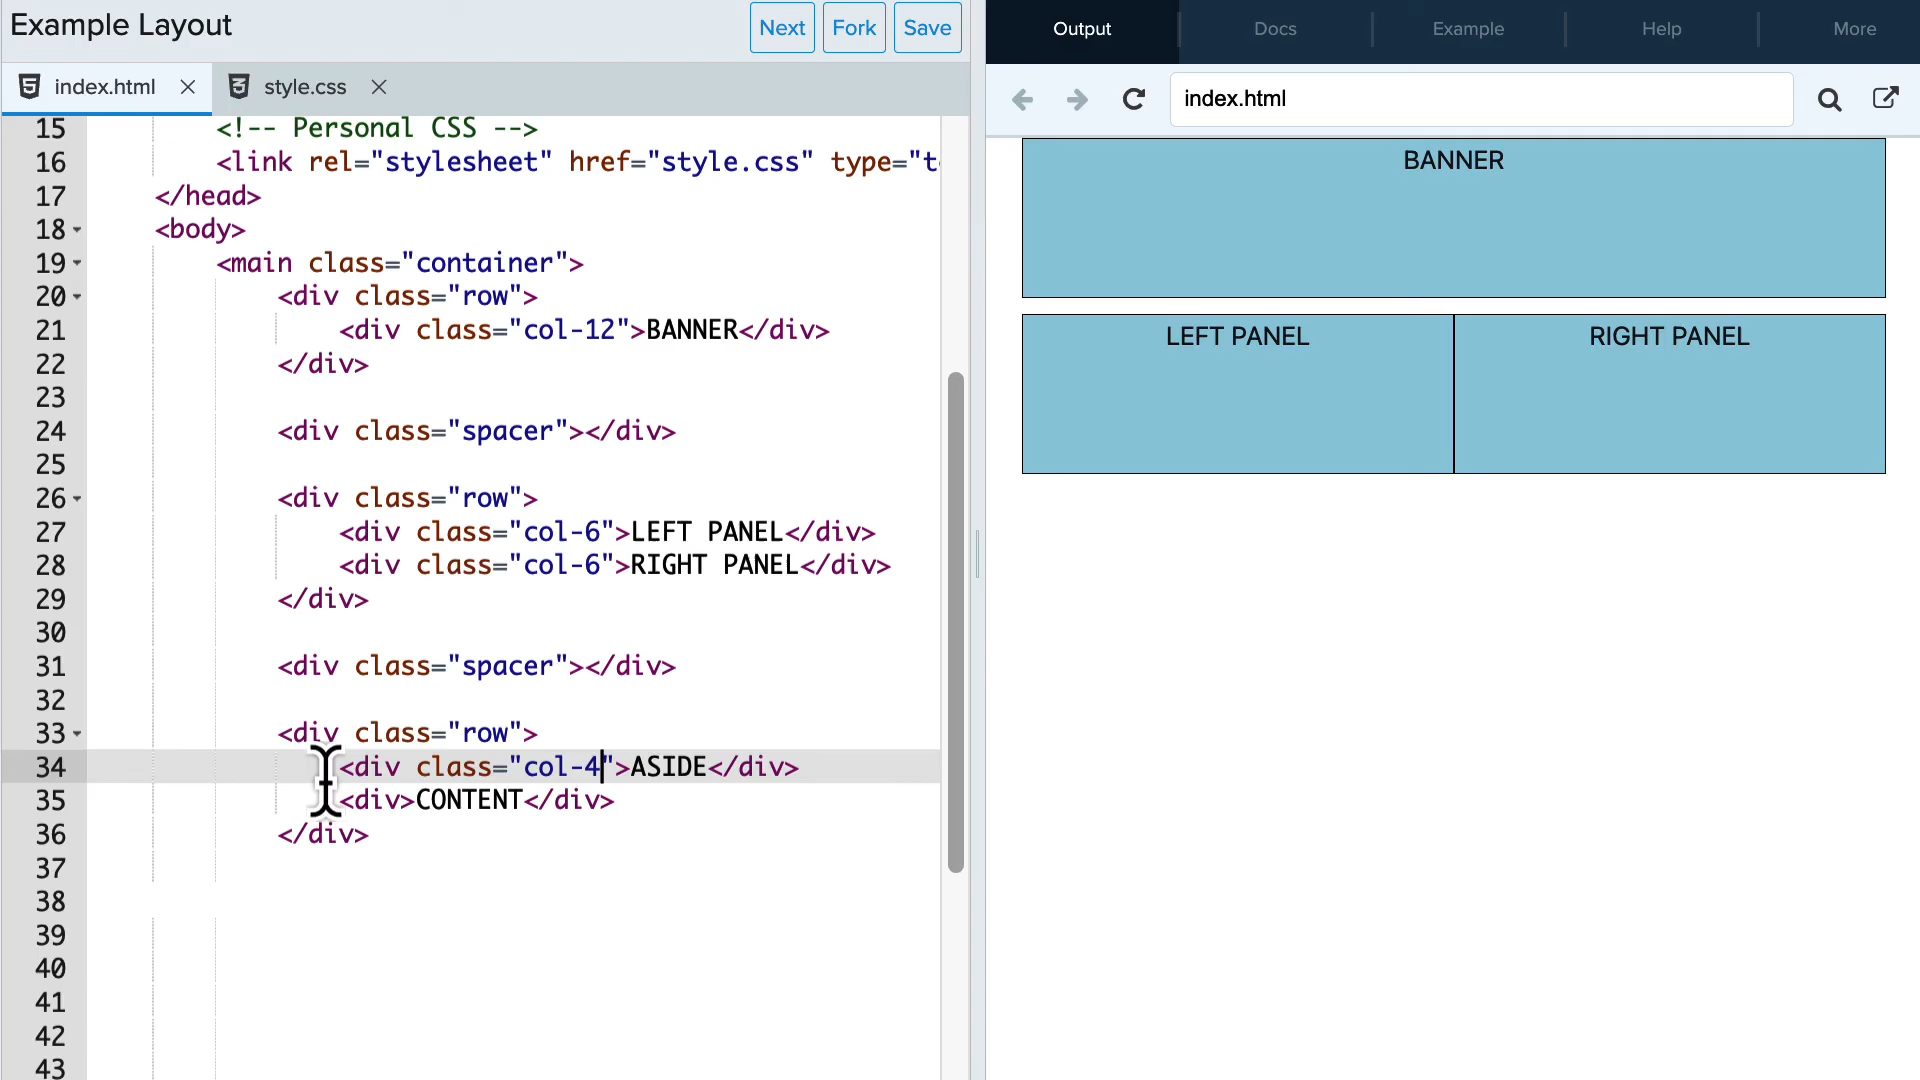 Example Layout
Next Fork Save
index.html style.css
15 <!-- Personal CSS -->
16 <link rel="stylesheet" href="style.css" type="t
17 </head>
18 <body>
19 <main class="container">
20 <div class="row">
21 <div class="col-12">BANNER</div>
22 </div>
23
24 <div class="spacer"></div>
25
26 <div class="row">
27 <div class="col-6">LEFT PANEL</div>
28 <div class="col-6">RIGHT PANEL</div>
29 </div>
30
31 <div class="spacer"></div>
32
33 <div class="row">
34 <div class="col-4">ASIDE</div>
35 <div>CONTENT</div>
36 </div>
37
38
39
40
41
42
43
Output Docs Example Help More
index.html
BANNER
LEFT PANEL RIGHT PANEL